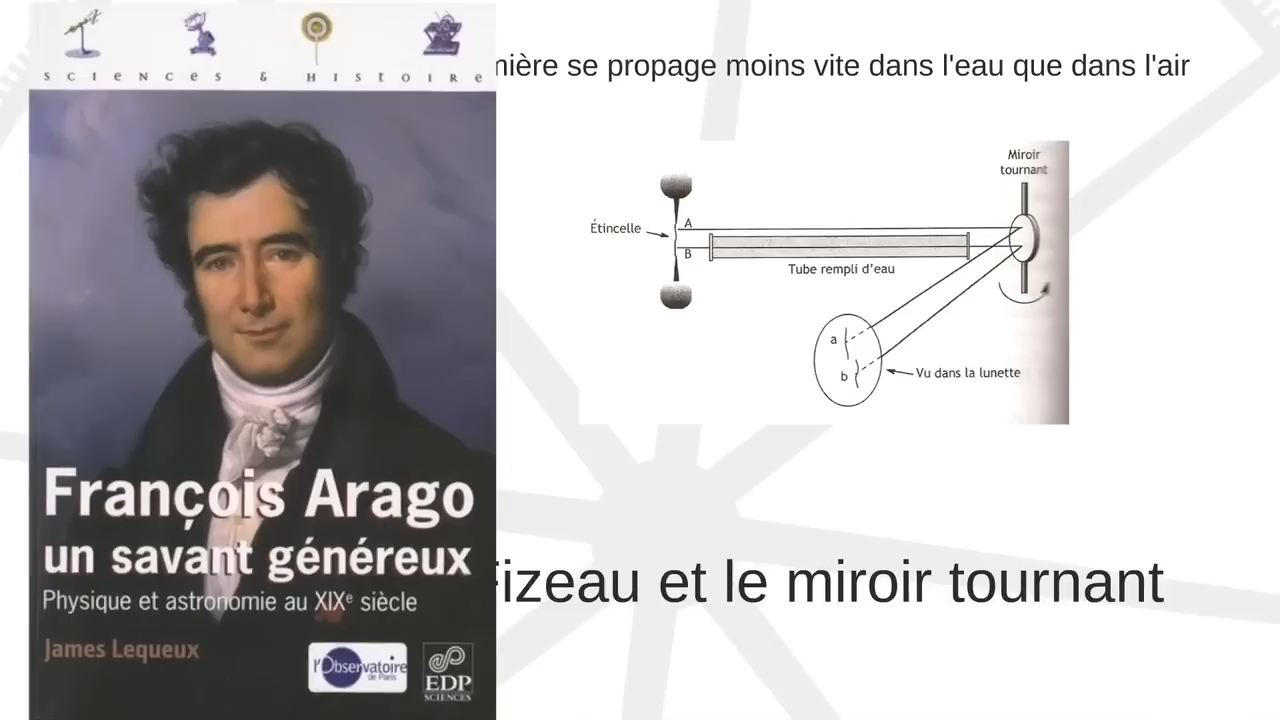 SCIENCES & HISTOIRE
François Arago
un savant généreux
Physique et astronomie au XIXe siècle
James Lequeux
l'Observatoire
de Paris
EDP
SCIENCES
se propage moins vite dans l'eau que dans l'air
Miroir
tournant
Étincelle
A
B
Tube rempli d'eau
a
b
Vu dans la lunette
Fizeau et le miroir tournant